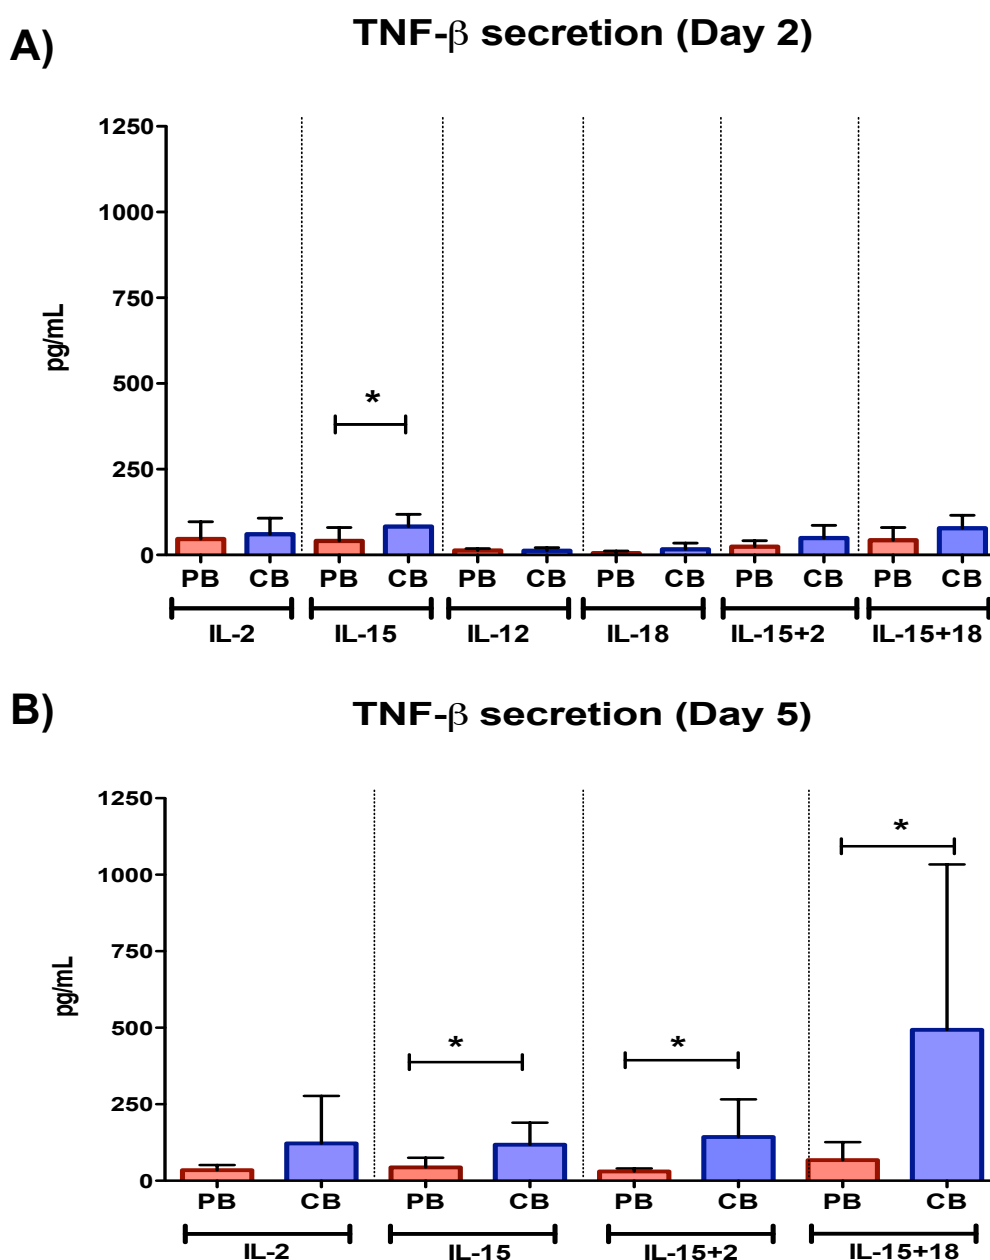 A)
TNF-β secretion (Day 2)
pg/mL
1250
1000
750
500
250
0
*
PB CB PB CB PB CB PB CB PB CB PB CB
IL-2 IL-15 IL-12 IL-18 IL-15+2 IL-15+18
B)
TNF-β secretion (Day 5)
pg/mL
1250
1000
750
500
250
0
* * *
PB CB PB CB PB CB PB CB
IL-2 IL-15 IL-15+2 IL-15+18